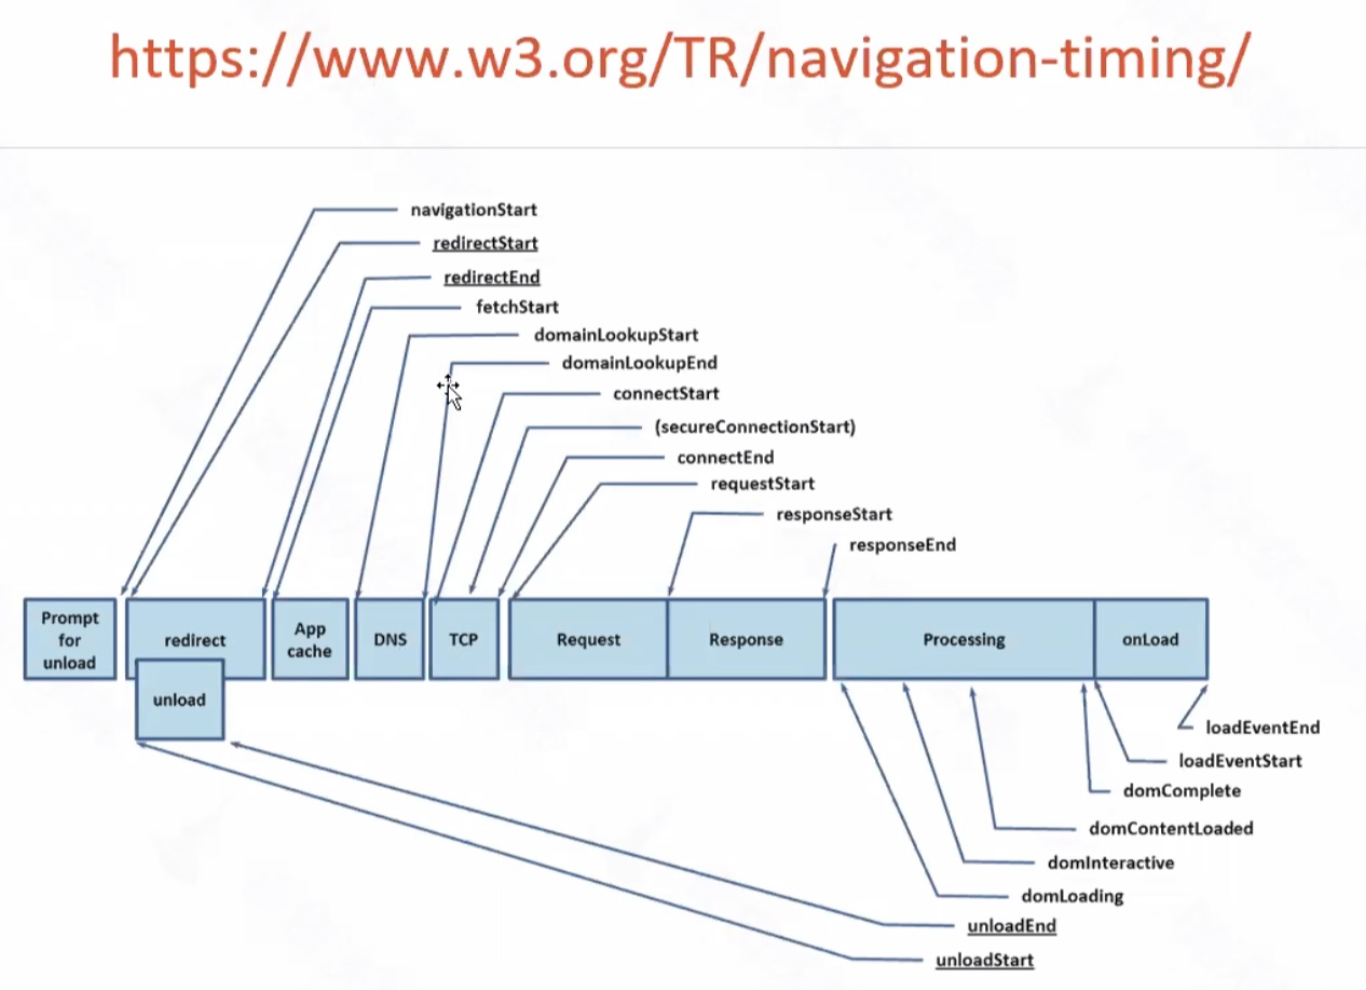 https://www.w3.org/TR/navigation-timing/
navigationStart
redirectStart
redirectEnd
fetchStart
domainLookupStart
domainLookupEnd
connectStart
(secureConnectionStart)
connectEnd
requestStart
responseStart
responseEnd
Prompt
for
unload
redirect
unload
App
cache
DNS
TCP
Request
Response
Processing
onLoad
loadEventEnd
loadEventStart
domComplete
domContentLoaded
domInteractive
domLoading
unloadEnd
unloadStart